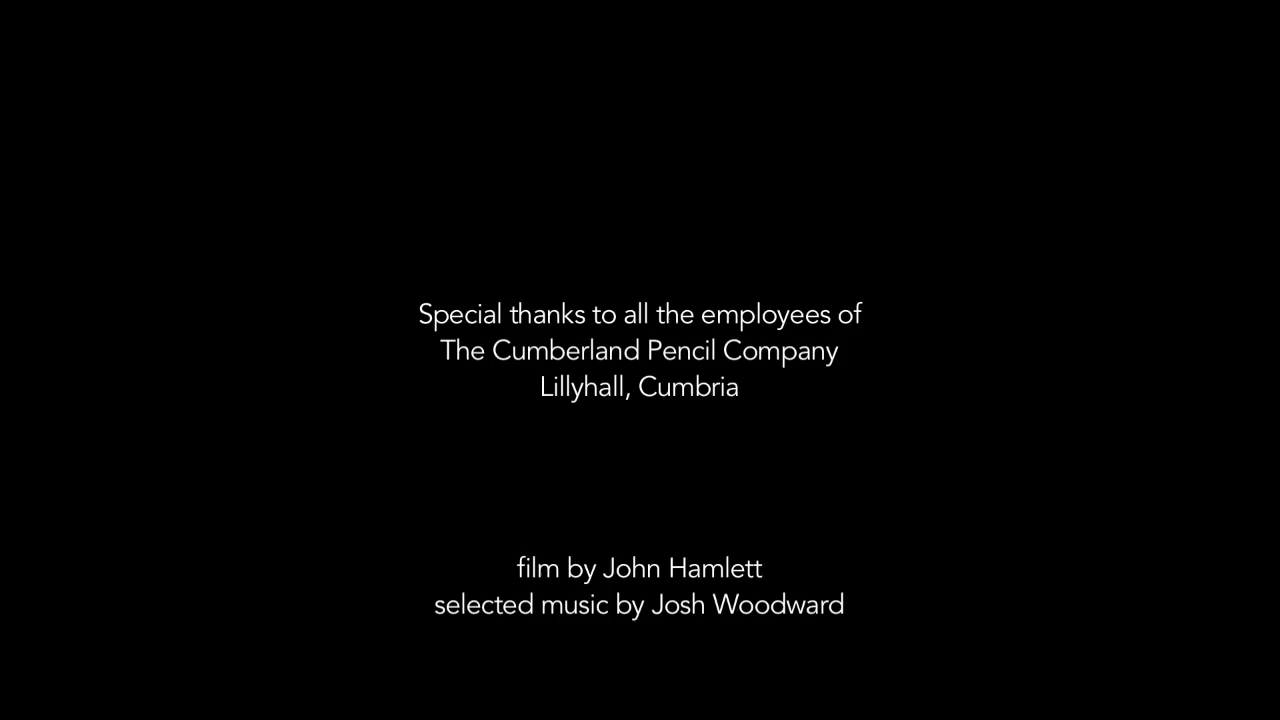 Special thanks to all the employees of
The Cumberland Pencil Company
Lillyhall, Cumbria
film by John Hamlett
selected music by Josh Woodward